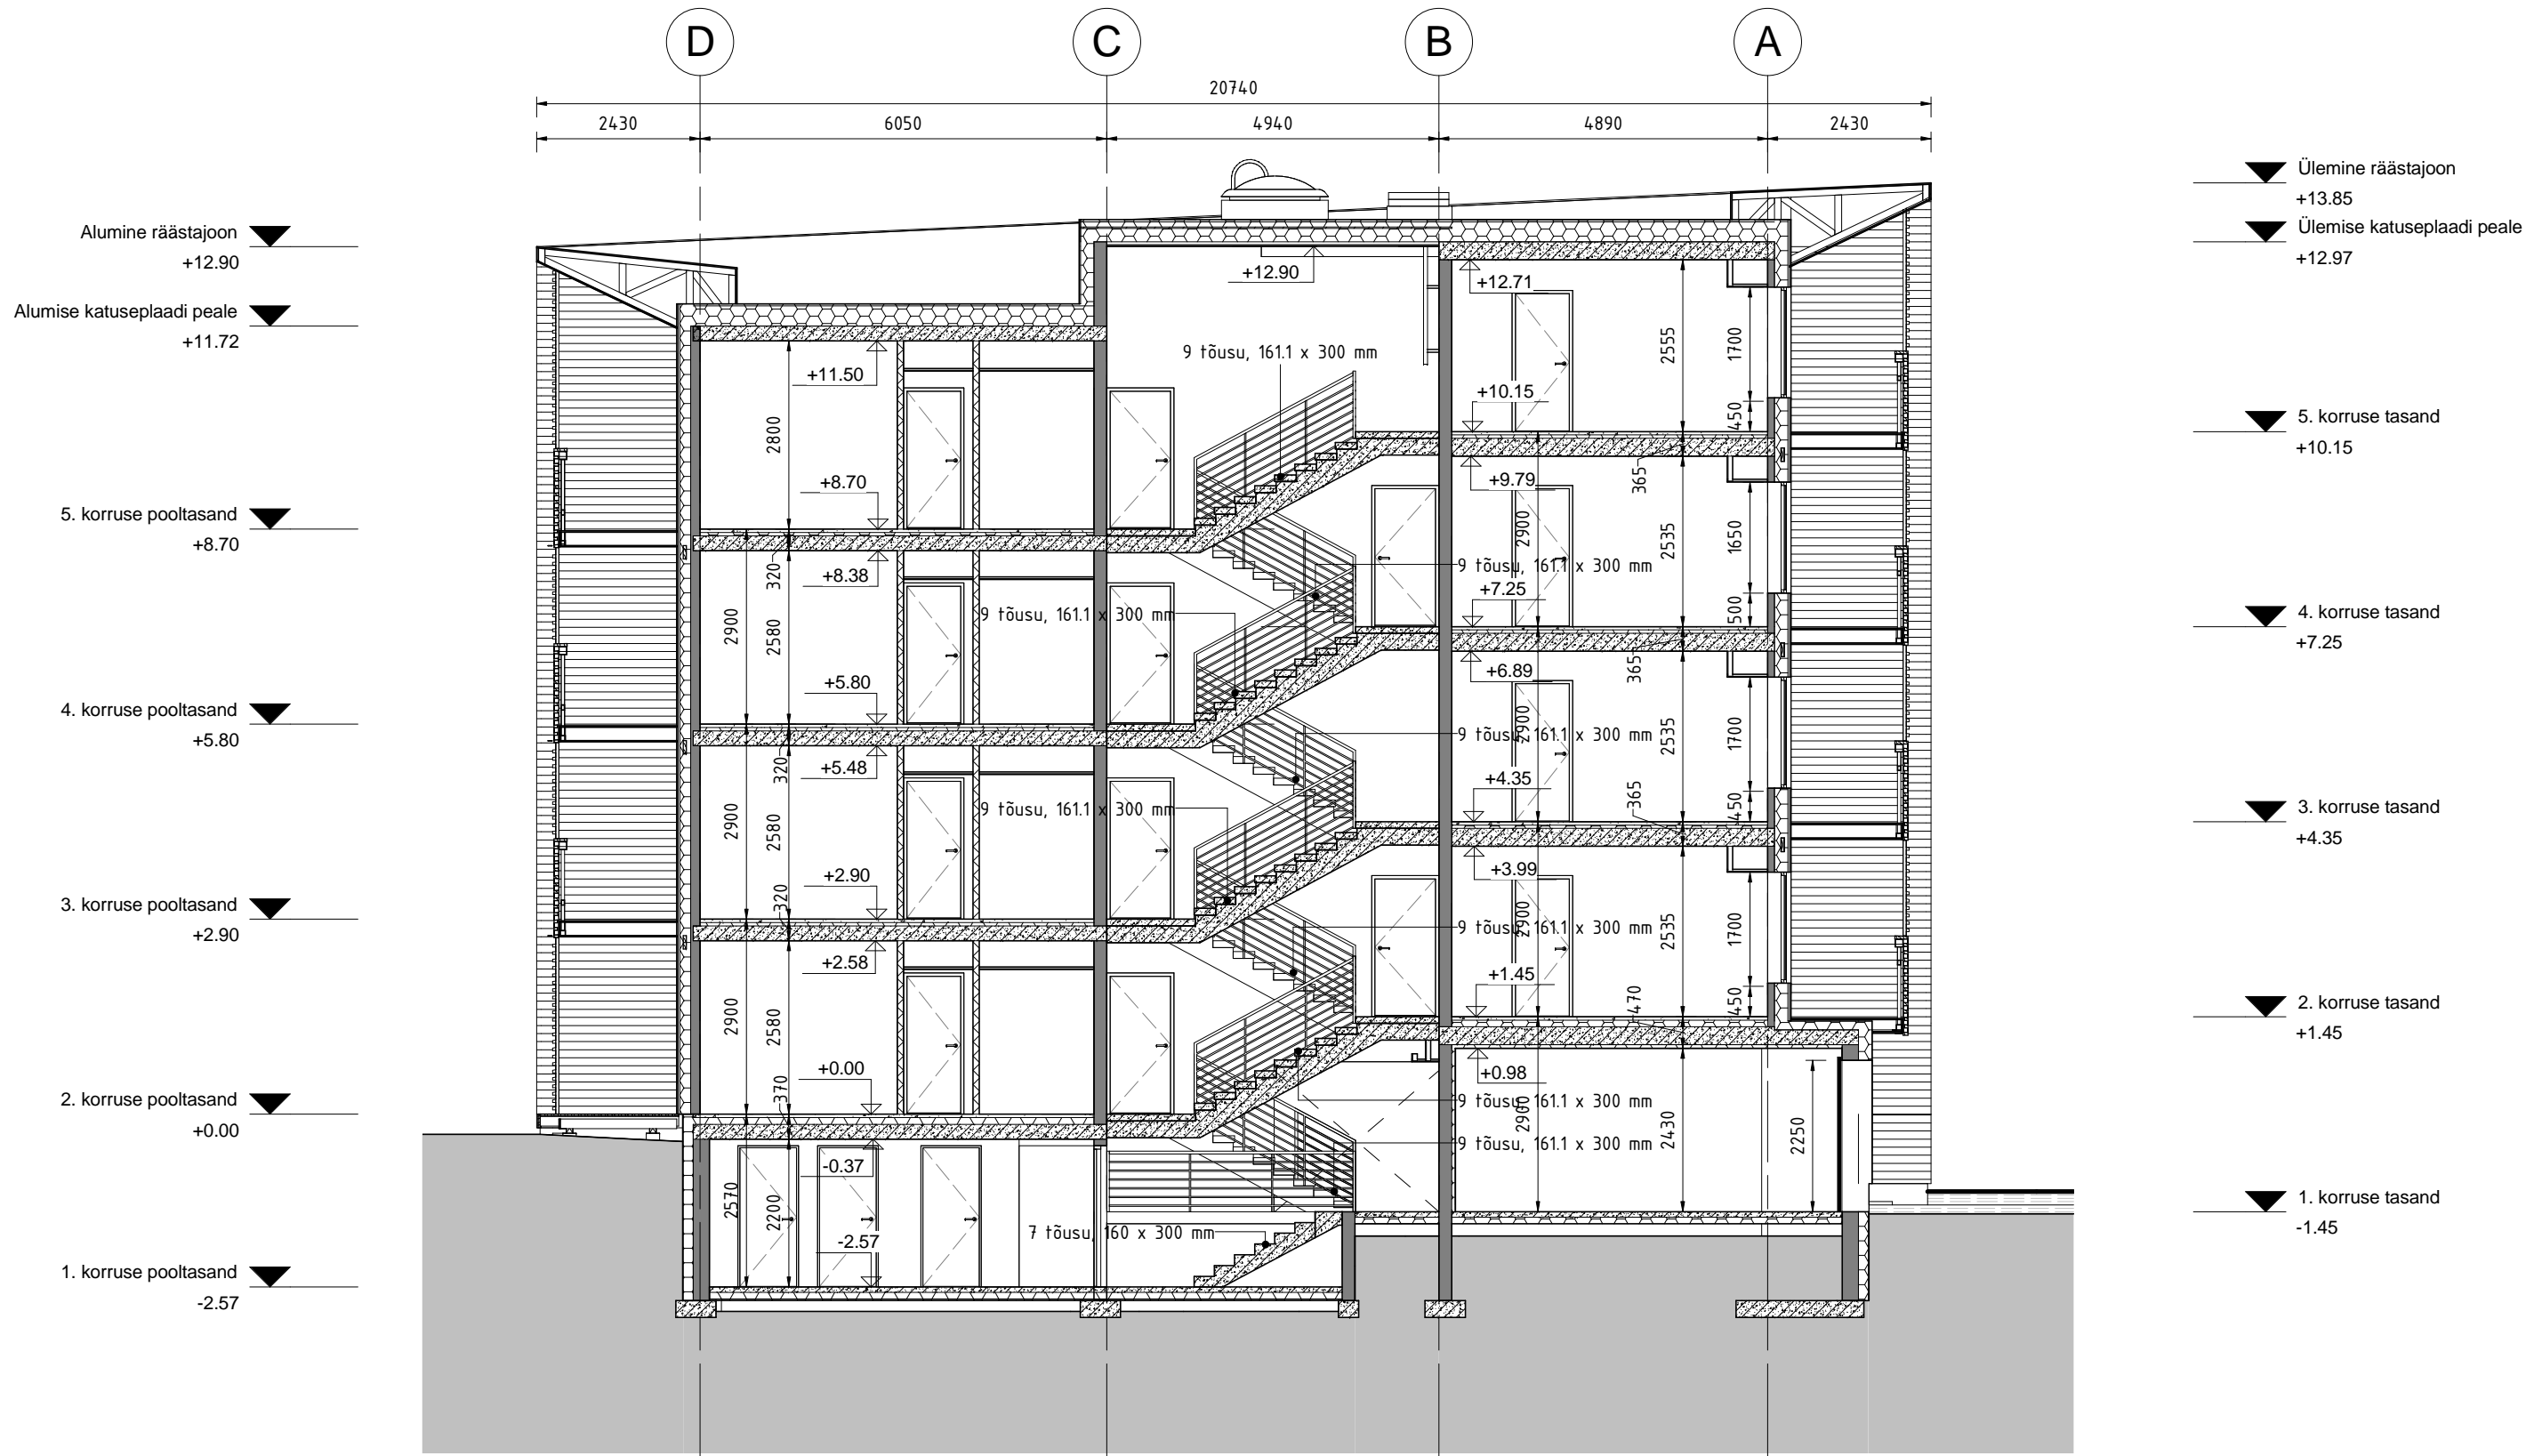 D
C
B
A
20740
2430
6050
4940
4890
2430
Ülemine räästajoon
+13.85
Ülemise katuseplaadi peale
+12.97
Alumine räästajoon
+12.90
Alumise katuseplaadi peale
+11.72
+12.90
+12.71
9 tõusu, 161.1 x 300 mm
2555
1700
+11.50
+10.15
450
5. korruse tasand
+10.15
2800
+8.70
+9.79
365
5. korruse pooltasand
+8.70
320
+8.38
2900
2535
1650
9 tõusu, 161.1 x 300 mm
+7.25
500
4. korruse tasand
+7.25
2900
2580
9 tõusu, 161.1 x 300 mm
+5.80
+6.89
365
4. korruse pooltasand
+5.80
320
+5.48
2900
2535
1700
9 tõusu, 161.1 x 300 mm
+4.35
365
450
3. korruse tasand
+4.35
2900
2580
9 tõusu, 161.1 x 300 mm
+2.90
+3.99
320
3. korruse pooltasand
+2.90
+2.58
2900
2535
1700
9 tõusu, 161.1 x 300 mm
+1.45
470
450
2. korruse tasand
+1.45
2900
2580
+0.00
370
+0.98
2. korruse pooltasand
+0.00
9 tõusu, 161.1 x 300 mm
2900
2430
2250
9 tõusu, 161.1 x 300 mm
-0.37
2570
2200
7 tõusu, 160 x 300 mm
-2.57
1. korruse tasand
-1.45
1. korruse pooltasand
-2.57